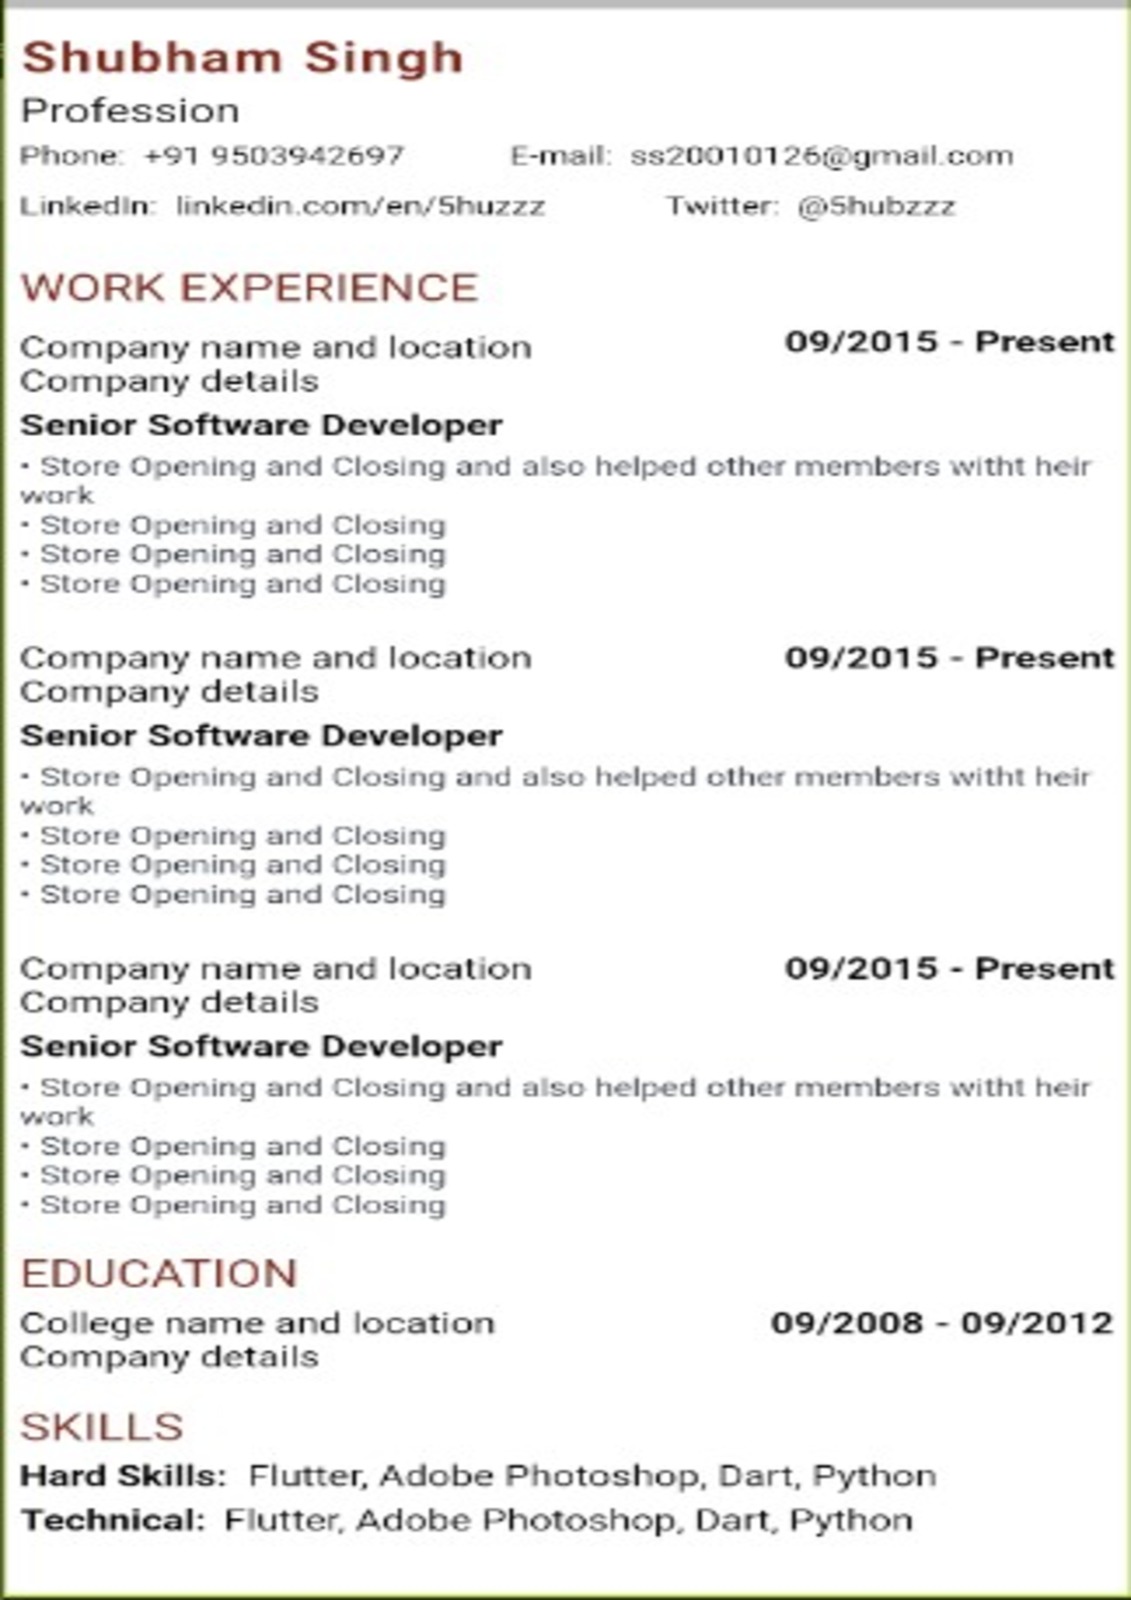 Shubham Singh
Profession
Phone: +91 9503942697 E-mail: ss20010126@gmail.com
LinkedIn: linkedin.com/en/5huzzz Twitter: @5hubzzz
WORK EXPERIENCE
Company name and location 09/2015 - Present
Company details
Senior Software Developer
• Store Opening and Closing and also helped other members witht heir
work
• Store Opening and Closing
• Store Opening and Closing
• Store Opening and Closing
Company name and location 09/2015 - Present
Company details
Senior Software Developer
• Store Opening and Closing and also helped other members witht heir
work
• Store Opening and Closing
• Store Opening and Closing
• Store Opening and Closing
Company name and location 09/2015 - Present
Company details
Senior Software Developer
• Store Opening and Closing and also helped other members witht heir
work
• Store Opening and Closing
• Store Opening and Closing
• Store Opening and Closing
EDUCATION
College name and location 09/2008 - 09/2012
Company details
SKILLS
Hard Skills: Flutter, Adobe Photoshop, Dart, Python
Technical: Flutter, Adobe Photoshop, Dart, Python